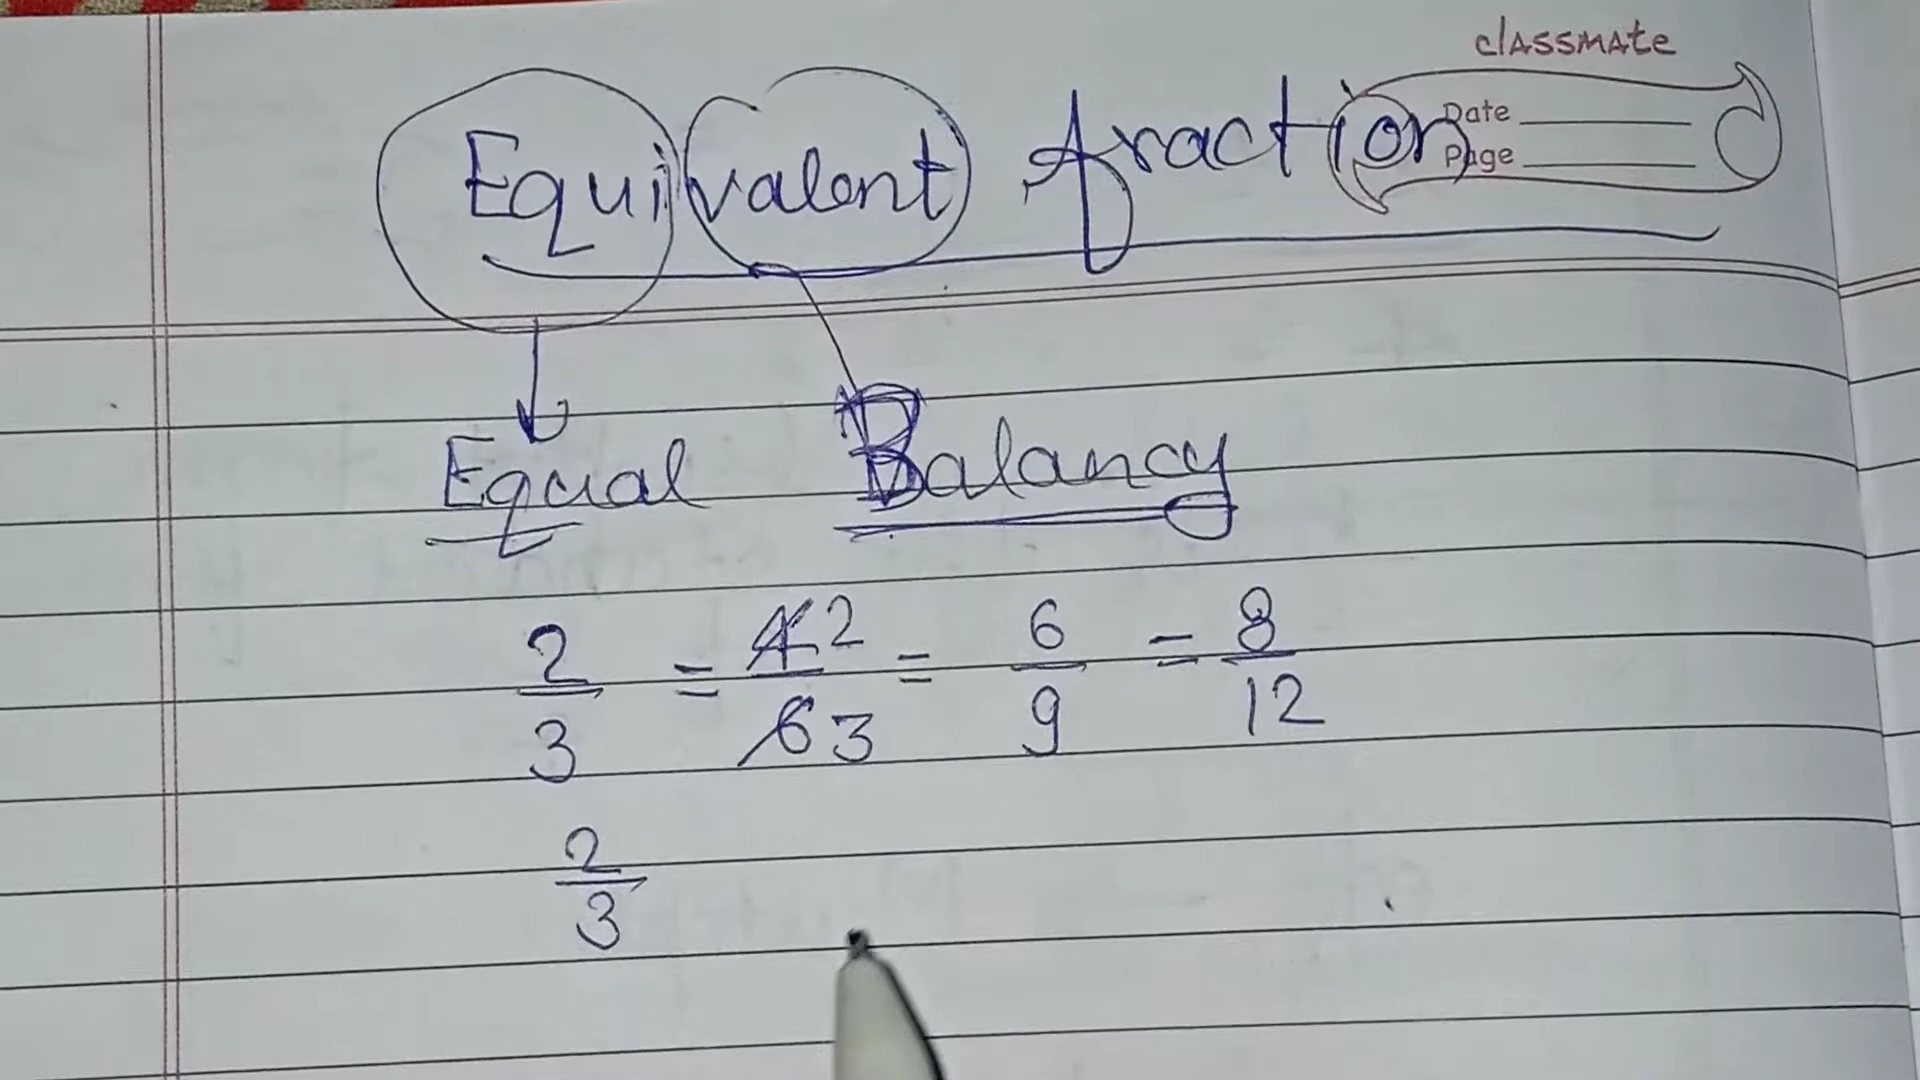 classmate
Date
Page
Equivalent fraction
Equal Balancy
2/3 = 4 2/6 3 = 6/9 = 8/12
2/3